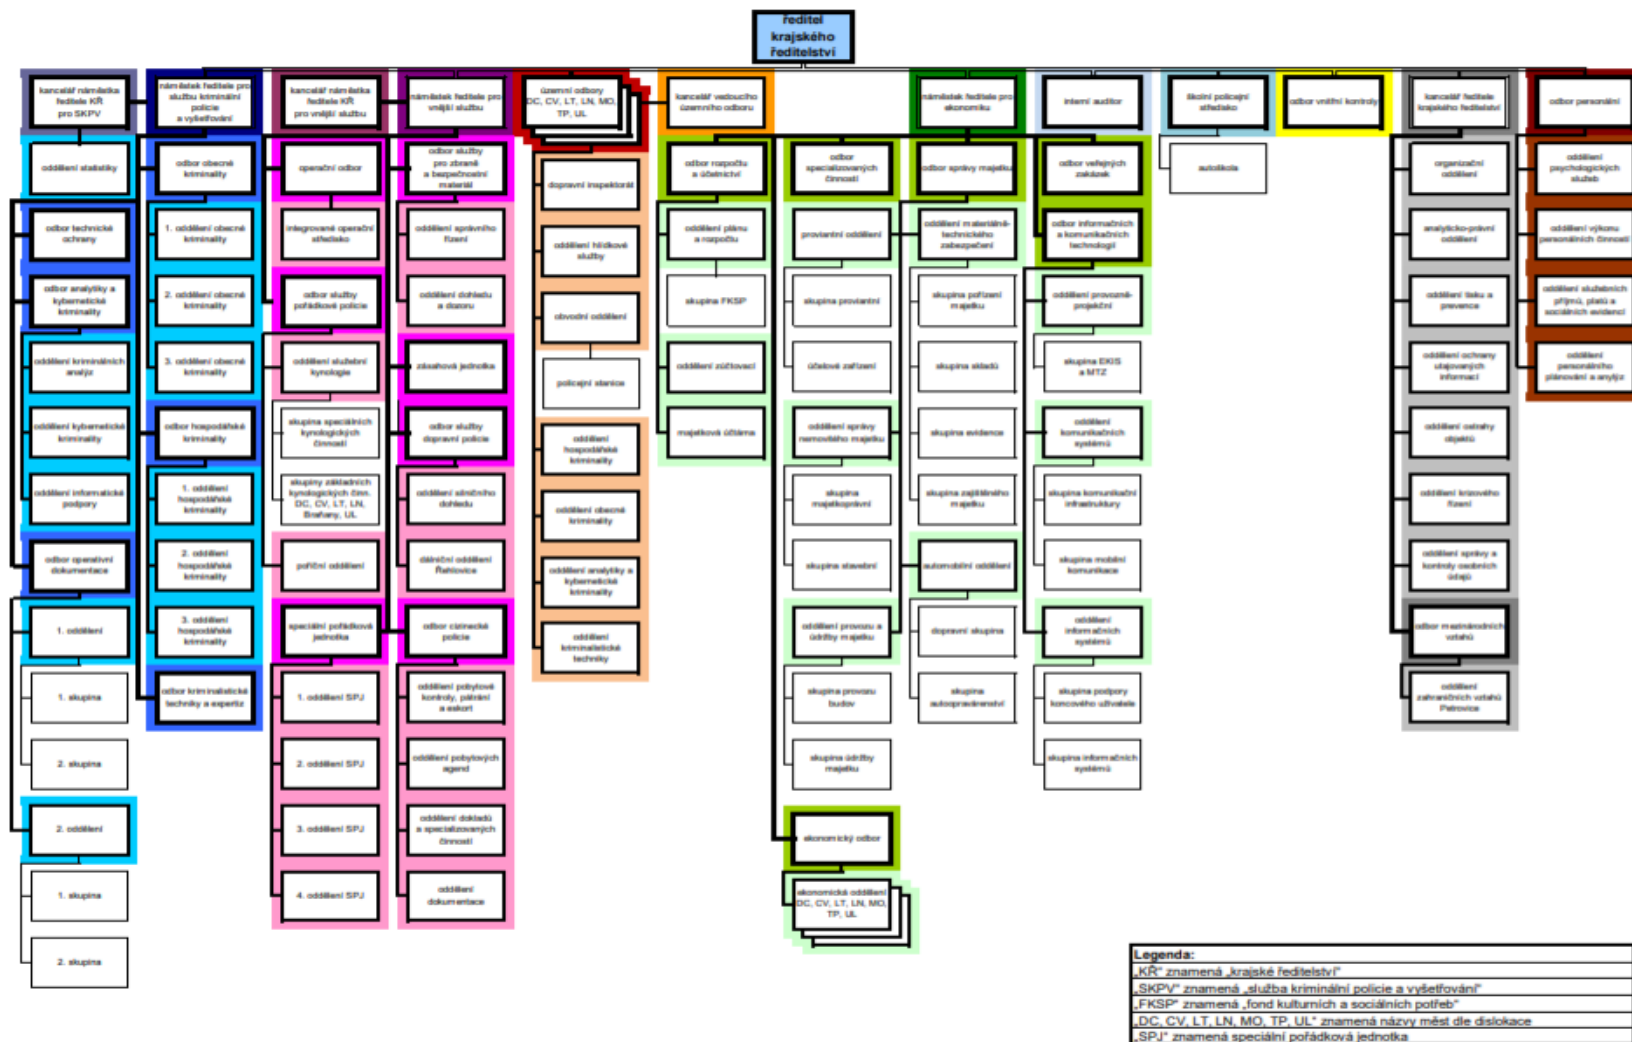 ředitel
krajského
ředitelství
kancelář náměstka
ředitele KŘ
pro SKPV
náměstek ředitele pro
službu kriminální
policie
a vyšetřování
kancelář náměstka
ředitele KŘ
pro vnější službu
náměstek ředitele pro
vnější službu
územní odbory
DC, CV, LT, LN, MO,
TP, UL
kancelář vedoucího
územního odboru
náměstek ředitele pro
ekonomiku
interní auditor
školní policejní
středisko
odbor vnitřní kontroly
kancelář ředitele
krajského ředitelství
odbor personální
oddělení statistiky
odbor technické
ochrany
odbor analytiky a
kybernetické
kriminality
oddělení kriminálních
analýz
oddělení kybernetické
kriminality
oddělení informatické
podpory
odbor operativní
dokumentace
1. oddělení
1. skupina
2. skupina
2. oddělení
1. skupina
2. skupina
odbor obecné
kriminality
1. oddělení obecné
kriminality
2. oddělení obecné
kriminality
3. oddělení obecné
kriminality
odbor hospodářské
kriminality
1. oddělení
hospodářské
kriminality
2. oddělení
hospodářské
kriminality
3. oddělení
hospodářské
kriminality
odbor kriminalistické
techniky a expertiz
operační odbor
integrované operační
středisko
odbor služby
pořádkové policie
oddělení služební
kynologie
skupina speciálních
kynologických
činností
skupiny základních
kynologických činn.
DC, CV, LT, LN,
Braňany, UL
poříční oddělení
speciální pořádková
jednotka
1. oddělení SPJ
2. oddělení SPJ
3. oddělení SPJ
4. oddělení SPJ
odbor služby
pro zbraně
a bezpečnostní
materiál
oddělení správního
řízení
oddělení dohledu
a dozoru
zásahová jednotka
odbor služby
dopravní policie
oddělení silničního
dohledu
dálniční oddělení
Řehlovice
odbor cizinecké
policie
oddělení pobytové
kontroly, pátrání
a eskort
oddělení pobytových
agend
oddělení dokladů
a specializovaných
činností
oddělení
dokumentace
dopravní inspektorát
oddělení hlídkové
služby
obvodní oddělení
policejní stanice
oddělení
hospodářské
kriminality
oddělení obecné
kriminality
oddělení analytiky a
kybernetické
kriminality
oddělení
kriminalistické
techniky
odbor rozpočtu
a účetnictví
oddělení plánu
a rozpočtu
skupina FKSP
oddělení zúčtovací
majetková účtárna
odbor
specializovaných
činností
proviantní oddělení
skupina proviantní
účelové zařízení
oddělení správy
nemovitého majetku
skupina
majetkoprávní
skupina stavební
oddělení provozu a
údržby majetku
skupina provozu
budov
skupina údržby
majetku
ekonomický odbor
ekonomická oddělení
DC, CV, LT, LN, MO,
TP, UL
odbor správy majetku
oddělení materiálně-
technického
zabezpečení
skupina pořízení
majetku
skupina skladů
skupina evidence
skupina zajištěného
majetku
automobilní oddělení
dopravní skupina
skupina
autoopravárenství
odbor veřejných
zakázek
odbor informačních
a komunikačních
technologií
oddělení provozně-
projekční
skupina EKIS
a MTZ
oddělení
komunikačních
systémů
skupina komunikační
infrastruktury
skupina mobilní
komunikace
oddělení
informačních
systémů
skupina podpory
koncového uživatele
skupina informačních
systémů
autoškola
organizační
oddělení
analyticko-právní
oddělení
oddělení tisku a
prevence
oddělení ochrany
utajovaných
informací
oddělení ostrahy
objektů
oddělení krizového
řízení
oddělení správy a
kontroly osobních
údajů
odbor mezinárodních
vztahů
oddělení
zahraničních vztahů
Petrovice
oddělení
psychologických
služeb
oddělení výkonu
personálních činností
oddělení služebních
příjmů, platů a
sociálních evidencí
oddělení
personálního
plánování a anylýz
Legenda:
„KŘ" znamená „krajské ředitelství"
„SKPV" znamená „služba kriminální policie a vyšetřování"
„FKSP" znamená „fond kulturních a sociálních potřeb"
„DC, CV, LT, LN, MO, TP, UL" znamená názvy měst dle dislokace
„SPJ" znamená speciální pořádková jednotka